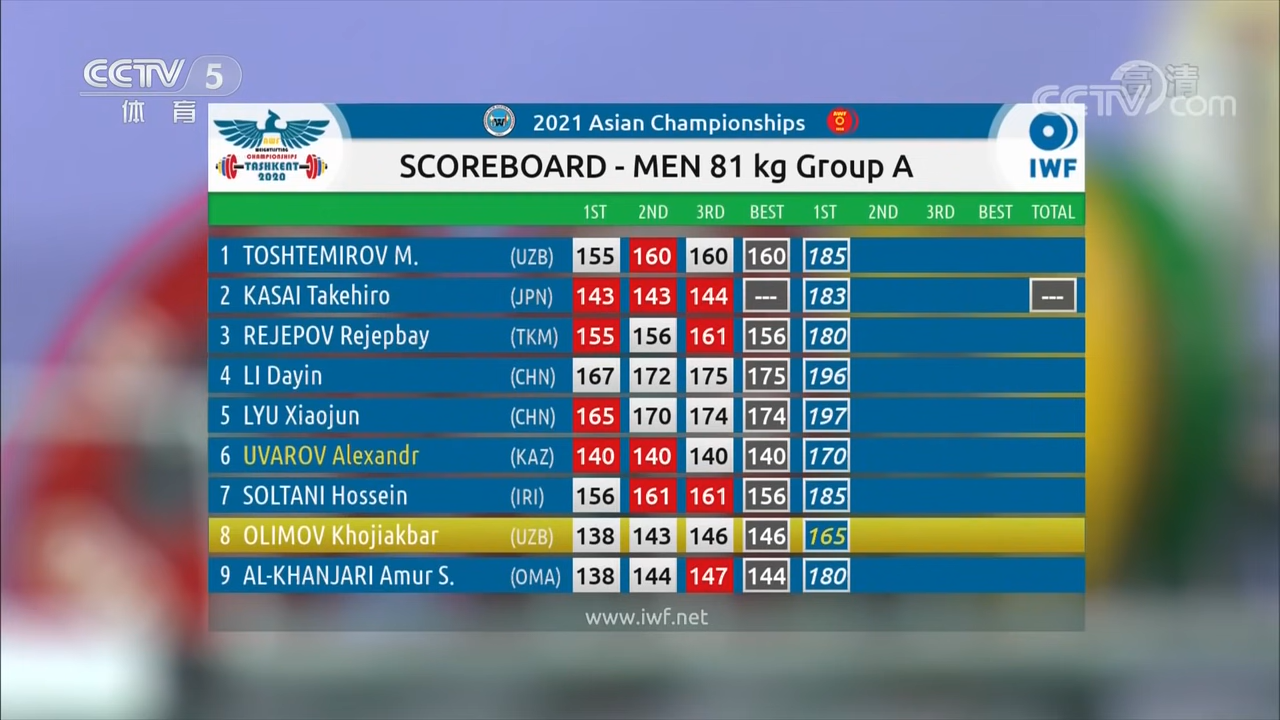 CCTV 5
体育
高清
CCTV com
AWF
WEIGHTLIFTING
CHAMPIONSHIPS
TASHKENT
2020
2021 Asian Championships
SCOREBOARD - MEN 81 kg Group A
IWF
1ST 2ND 3RD BEST 1ST 2ND 3RD BEST TOTAL
1 TOSHTEMIROV M. (UZB) 155 160 160 160 185
2 KASAI Takehiro (JPN) 143 143 144 --- 183 ---
3 REJEPOV Rejepbay (TKM) 155 156 161 156 180
4 LI Dayin (CHN) 167 172 175 175 196
5 LYU Xiaojun (CHN) 165 170 174 174 197
6 UVAROV Alexandr (KAZ) 140 140 140 140 170
7 SOLTANI Hossein (IRI) 156 161 161 156 185
8 OLIMOV Khojiakbar (UZB) 138 143 146 146 165
9 AL-KHANJARI Amur S. (OMA) 138 144 147 144 180
www.iwf.net